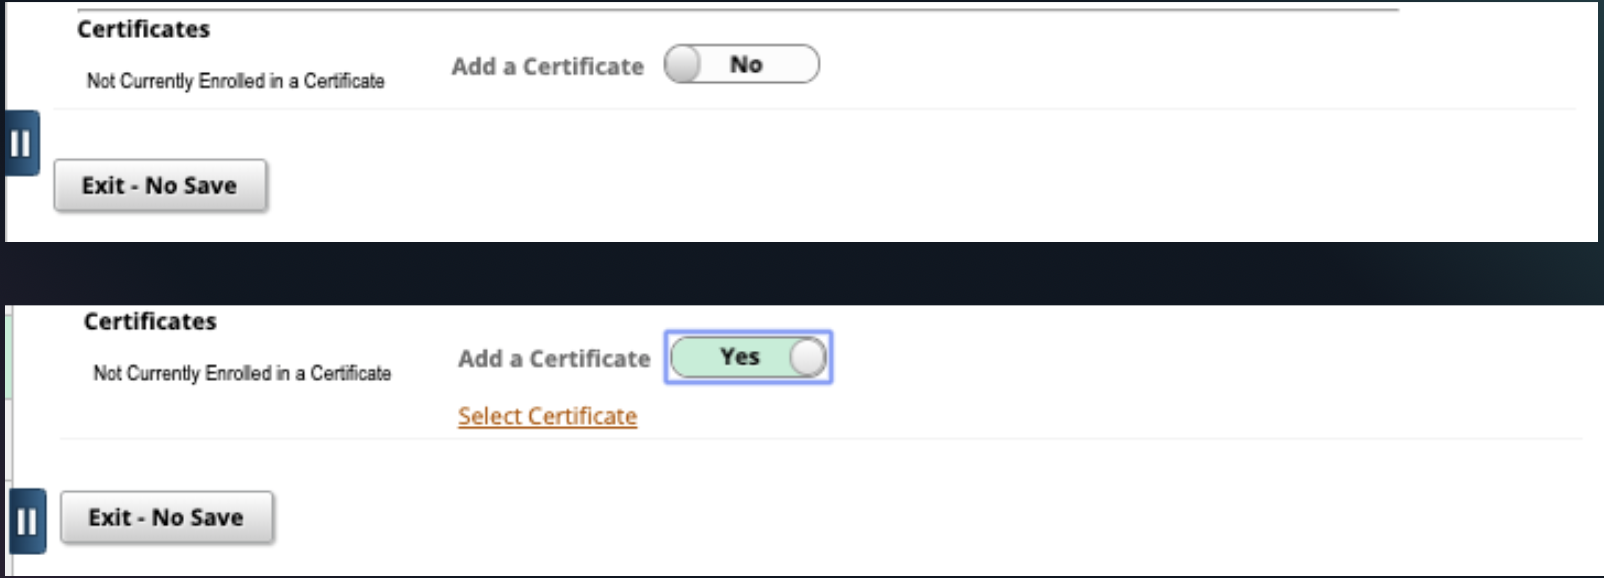 Certificates
Add a Certificate No
Not Currently Enrolled in a Certificate
Exit - No Save
Certificates
Add a Certificate Yes
Not Currently Enrolled in a Certificate
Select Certificate
Exit - No Save